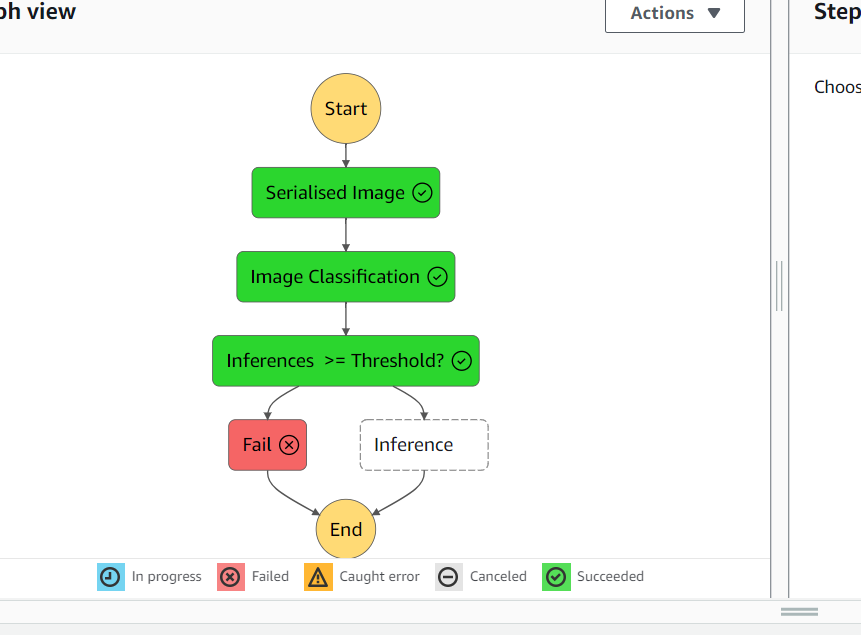 ph view
Actions
Step
Choos
Start
Serialised Image
Image Classification
Inferences >= Threshold?
Fail
Inference
End
In progress
Failed
Caught error
Canceled
Succeeded